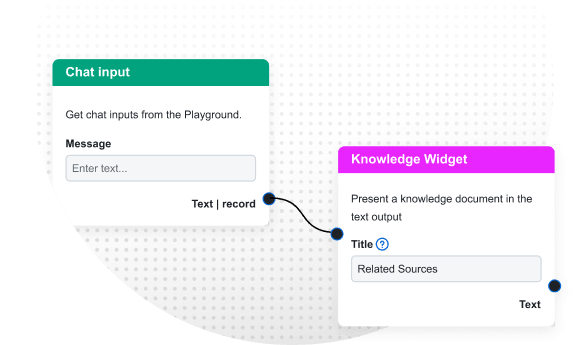 Chat input
Get chat inputs from the Playground.
Message
Enter text...
Text | record
Knowledge Widget
Present a knowledge document in the
text output
Title ?
Related Sources
Text